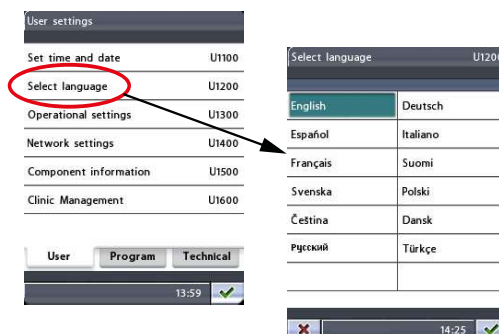 User settings
Set time and date U1100
Select language U1200
Operational settings U1300
Network settings U1400
Component information U1500
Clinic Management U1600
User Program Technical
13:59
Select language U1200
English Deutsch
Español Italiano
Français Suomi
Svenska Polski
Čeština Dansk
Русский Türkçe
14:25